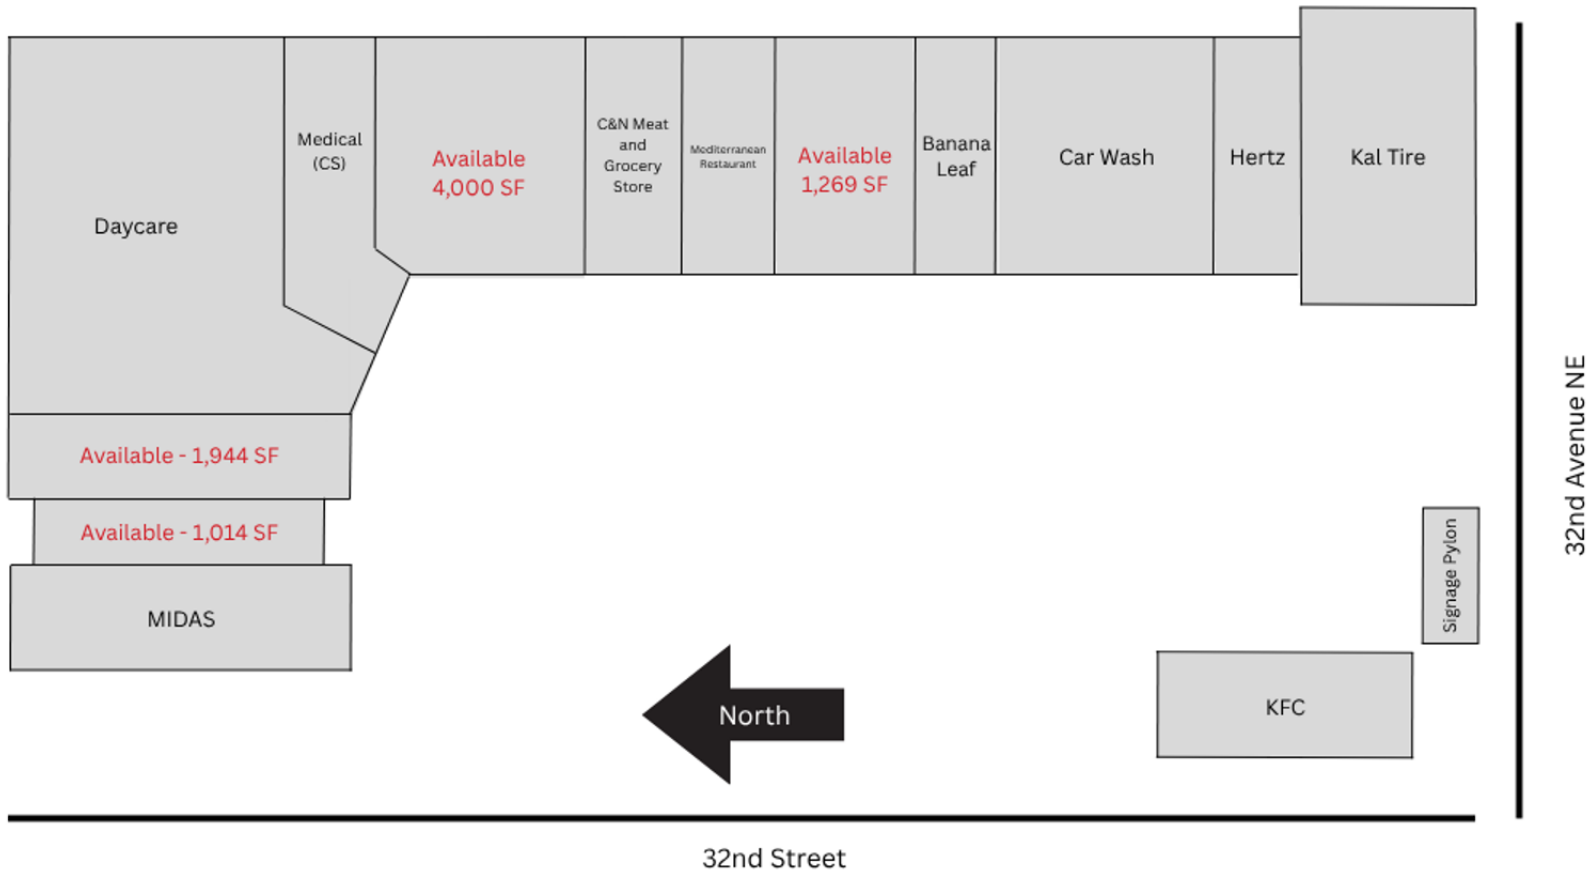 Daycare
Medical
(CS)
Available
4,000 SF
C&N Meat
and
Grocery
Store
Mediterranean
Restaurant
Available
1,269 SF
Banana
Leaf
Car Wash
Hertz
Kal Tire
Available - 1,944 SF
Available - 1,014 SF
MIDAS
North
KFC
Signage Pylon
32nd Avenue NE
32nd Street